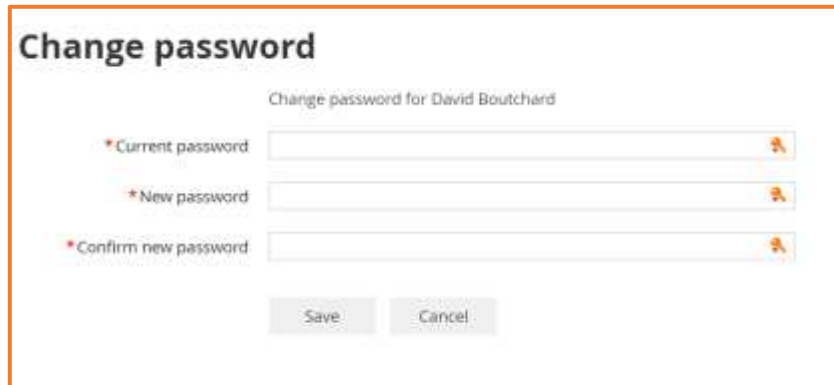 Change password
Change password for David Boutchard
*Current password
*New password
*Confirm new password
Save Cancel